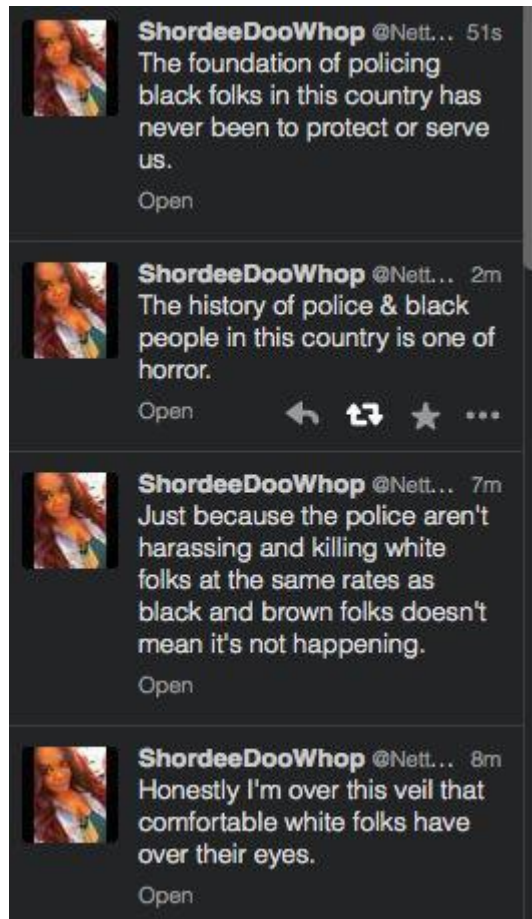 ShordeeDooWhop @Nett... 51s
The foundation of policing
black folks in this country has
never been to protect or serve
us.
Open
ShordeeDooWhop @Nett... 2m
The history of police & black
people in this country is one of
horror.
Open
ShordeeDooWhop @Nett... 7m
Just because the police aren't
harassing and killing white
folks at the same rates as
black and brown folks doesn't
mean it's not happening.
Open
ShordeeDooWhop @Nett... 8m
Honestly I'm over this veil that
comfortable white folks have
over their eyes.
Open